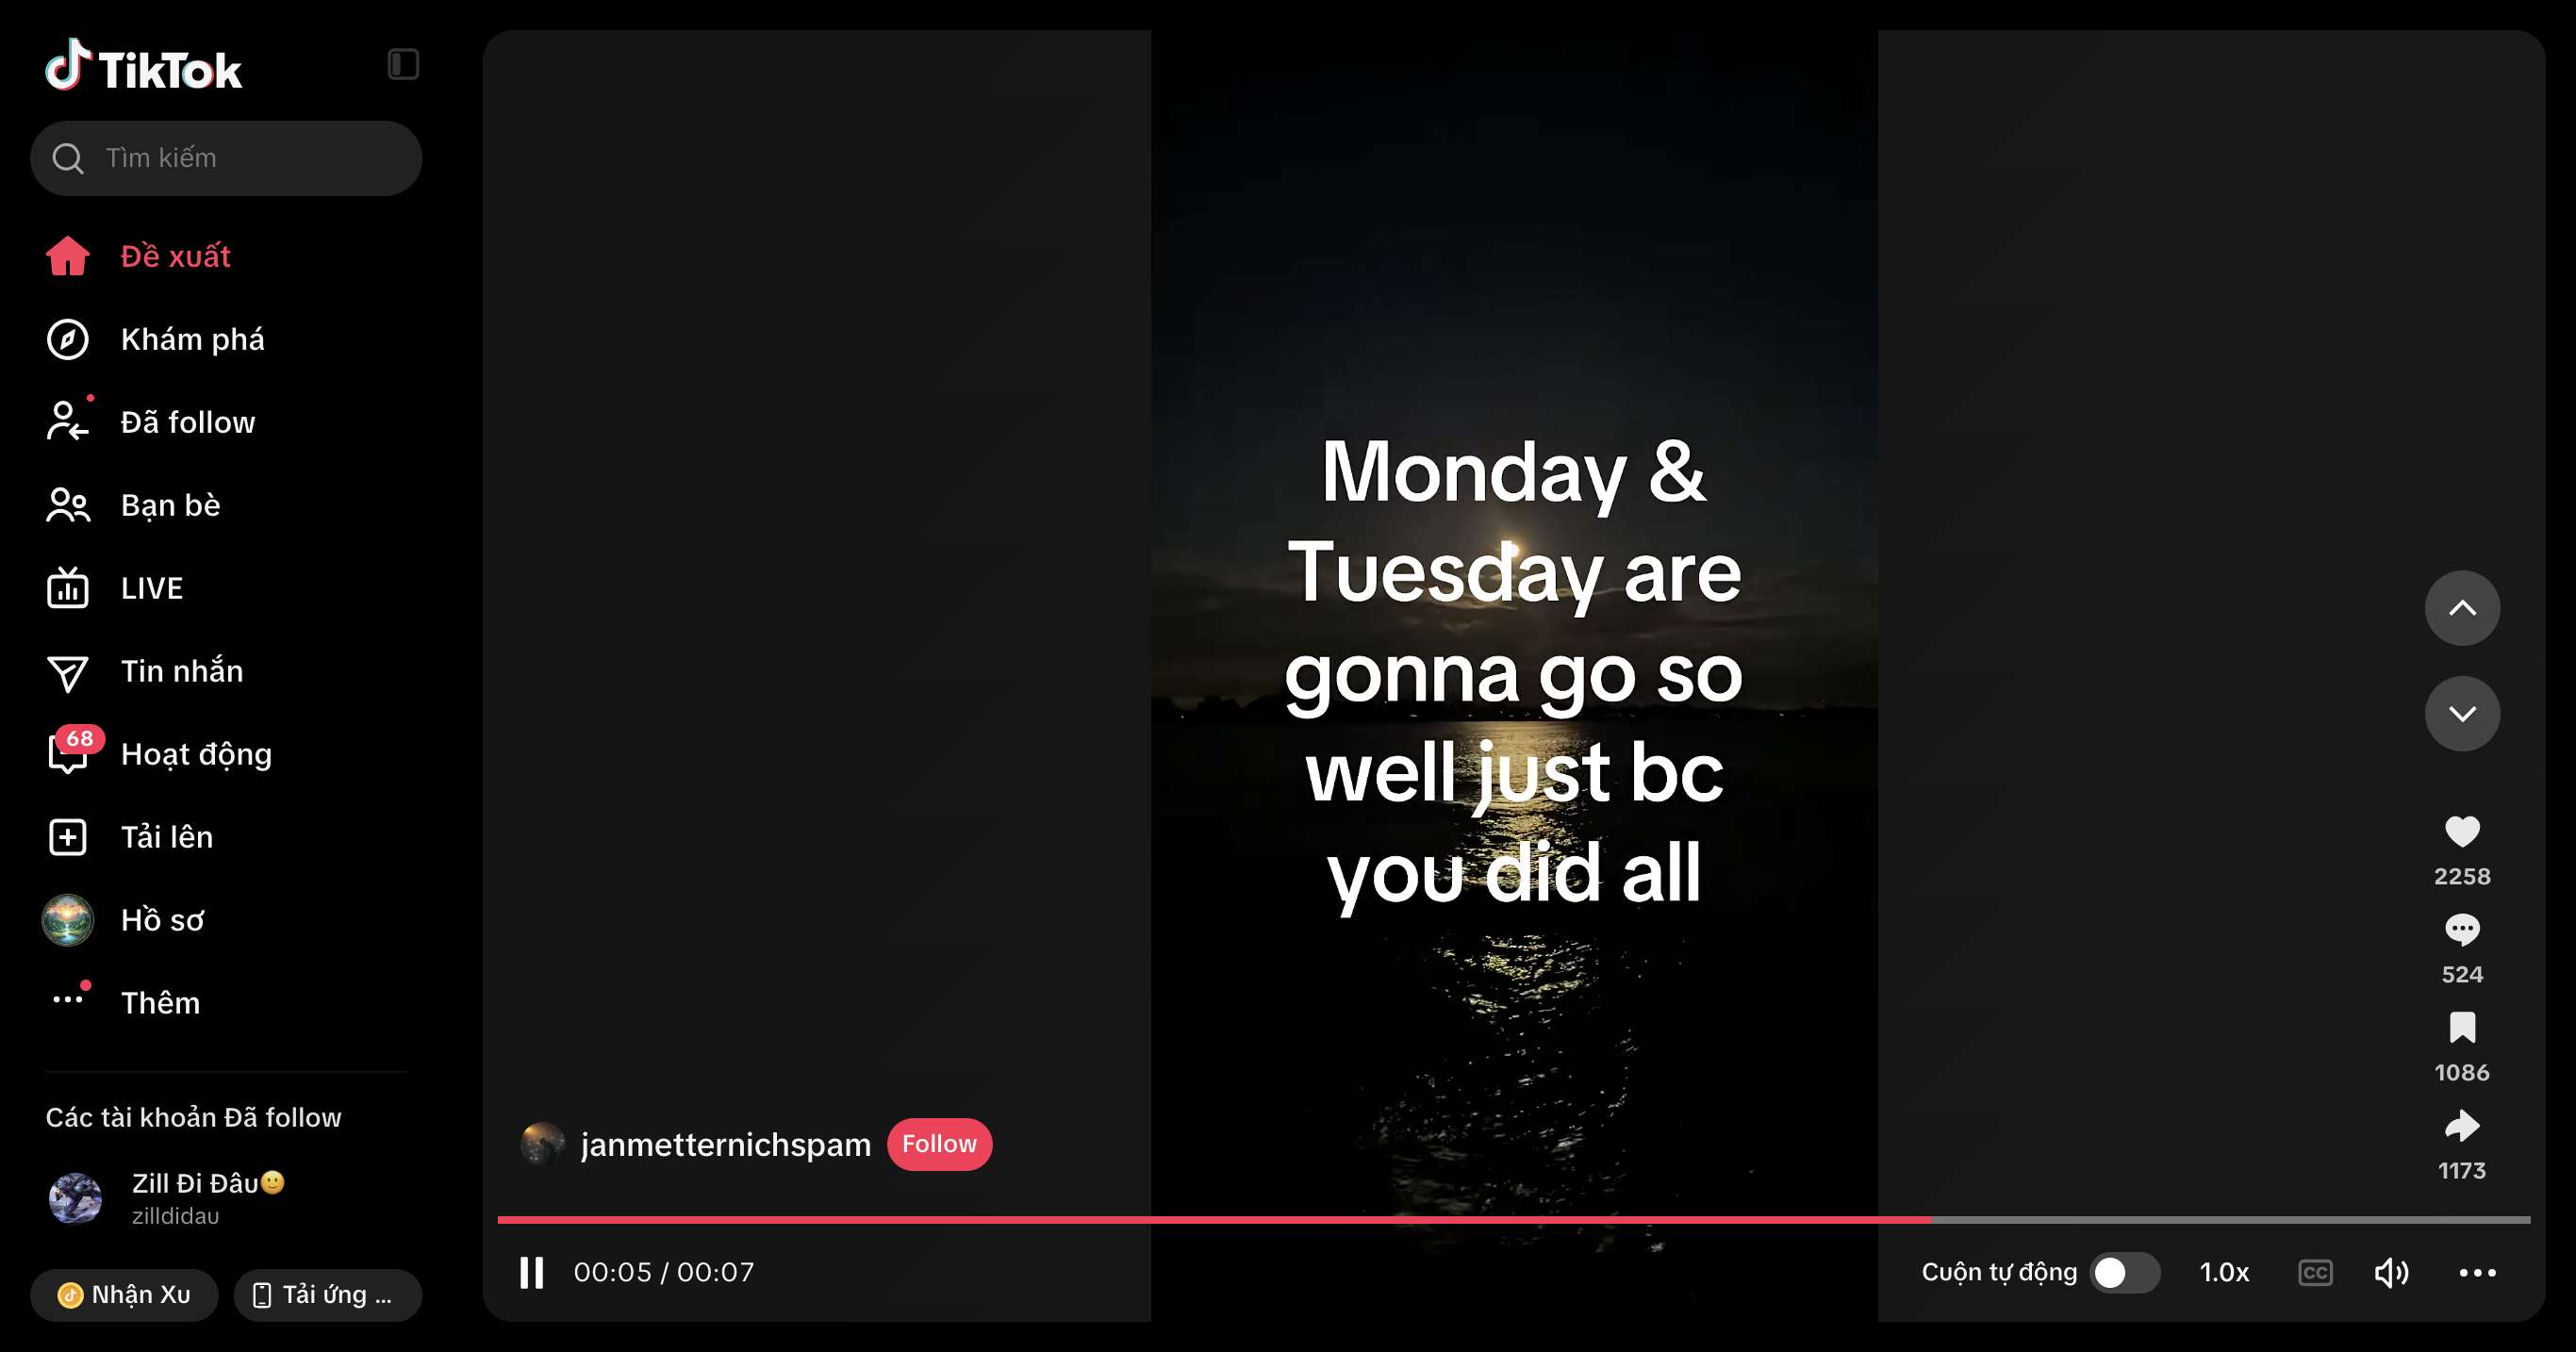 TikTok
Tìm kiếm
Đề xuất
Khám phá
Đã follow
Bạn bè
LIVE
Tin nhắn
68
Hoạt động
Tải lên
Hồ sơ
Thêm
Các tài khoản Đã follow
Zill Đi Đâu🙂
zilldidau
Nhận Xu
Tải ứng ...
Monday &
Tuesday are
gonna go so
well just bc
you did all
janmetternichspam
Follow
00:05 / 00:07
2258
524
1086
1173
Cuộn tự động
1.0x
CC